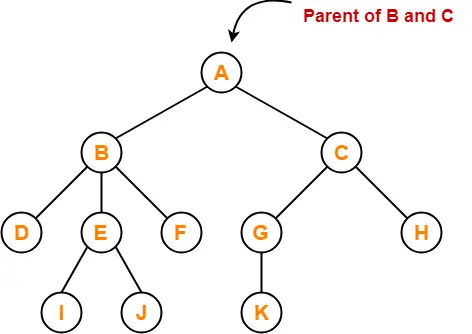 Parent of B and C
A
B C
D E F G H
I J K